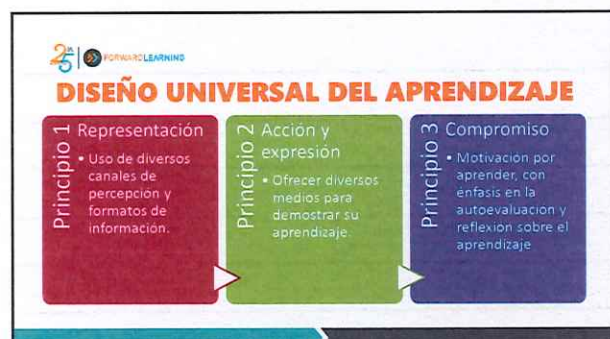 25
FORWARDLEARNING
DISEÑO UNIVERSAL DEL APRENDIZAJE
Principio 1
Representación
• Uso de diversos
canales de
percepción y
formatos de
información.
Principio 2
Acción y
expresión
• Ofrecer diversos
medios para
demostrar su
aprendizaje.
Principio 3
Compromiso
• Motivación por
aprender, con
énfasis en la
autoevaluacion y
reflexión sobre el
aprendizaje